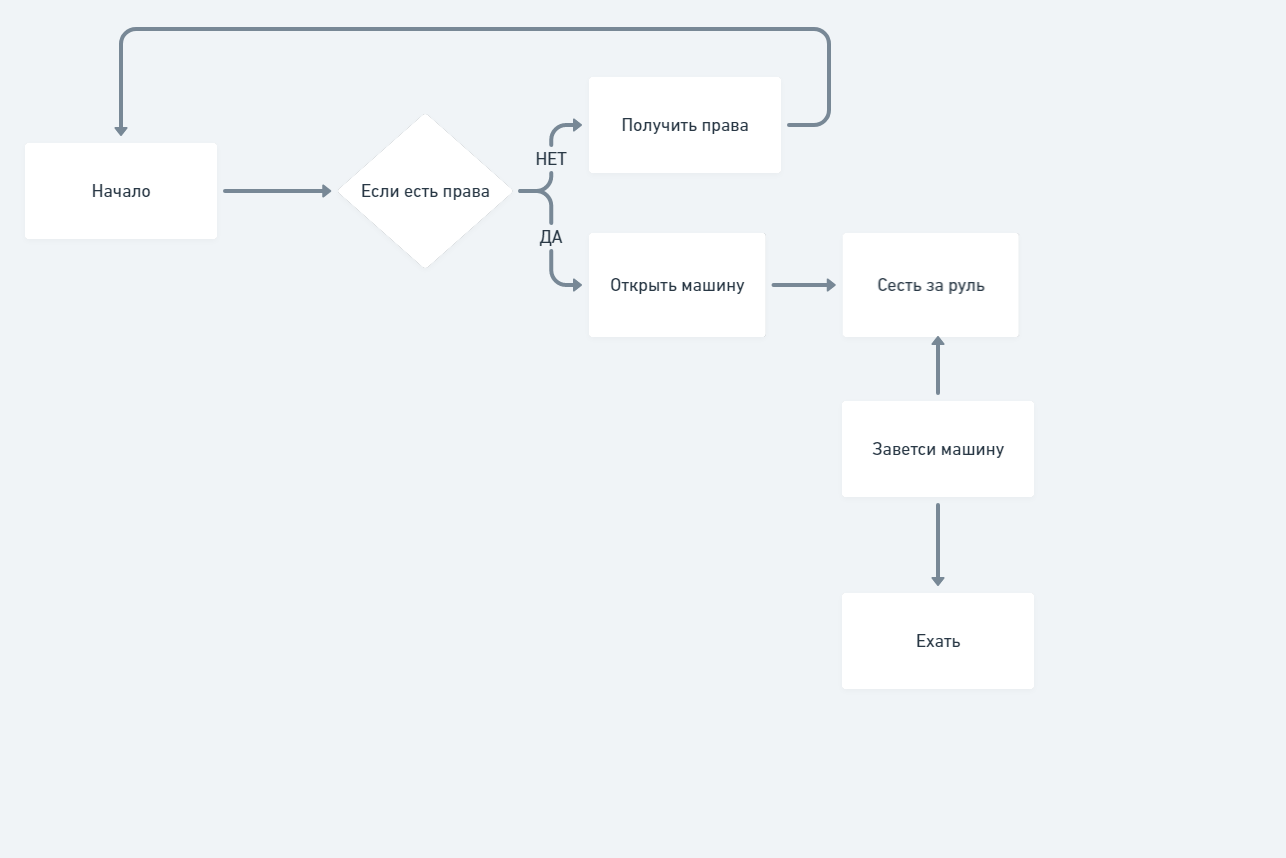 Начало
Если есть права
НЕТ
Получить права
ДА
Открыть машину
Сесть за руль
Заветси машину
Ехать